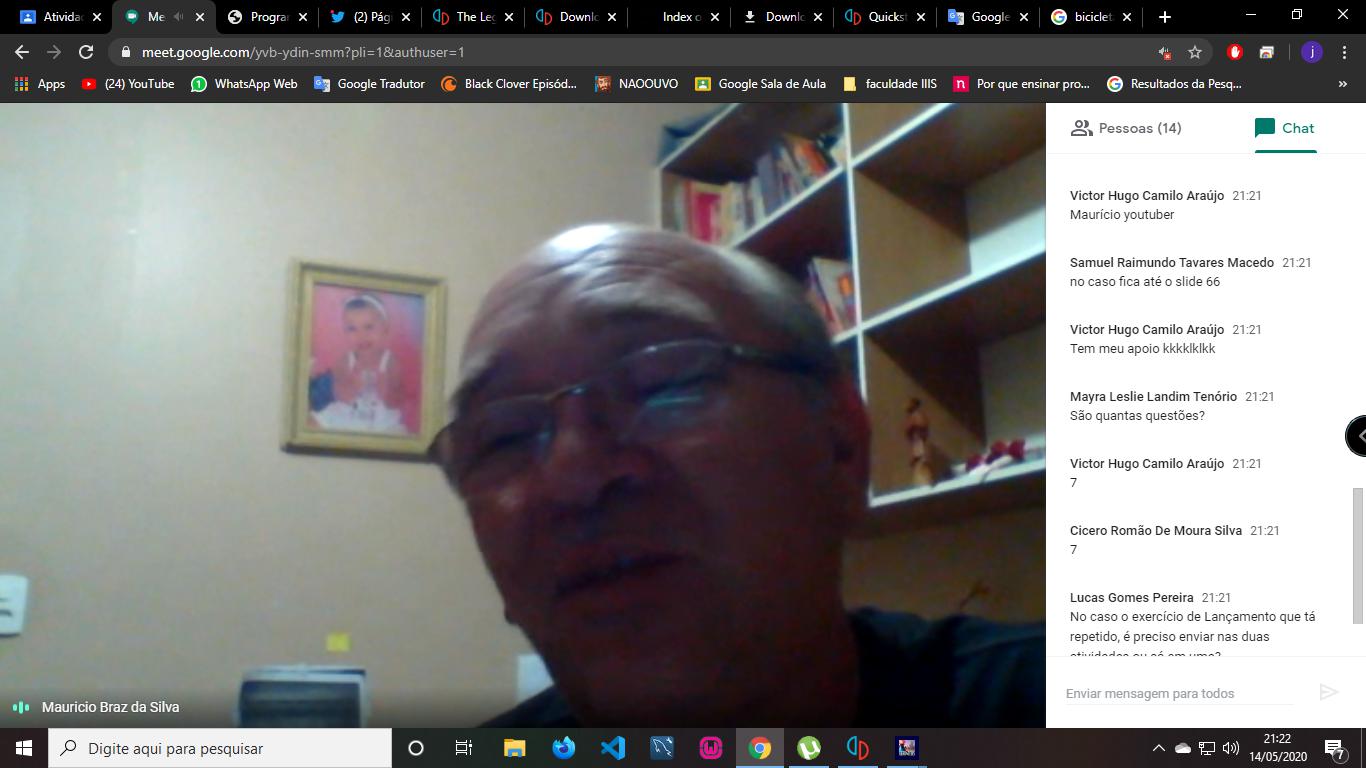 Atividad
Me
Program
(2) Pági
The Leg
Downlo
Index o
Downlo
Quickst
Google
biciclet
meet.google.com/yvb-ydin-smm?pli=1&authuser=1
j
Apps
(24) YouTube
WhatsApp Web
Google Tradutor
Black Clover Episód...
NAOOUVO
Google Sala de Aula
faculdade IIIS
Por que ensinar pro...
Resultados da Pesq...
»
Pessoas (14)
Chat
Victor Hugo Camilo Araújo 21:21
Maurício youtuber
Samuel Raimundo Tavares Macedo 21:21
no caso fica até o slide 66
Victor Hugo Camilo Araújo 21:21
Tem meu apoio kkkklklkk
Mayra Leslie Landim Tenório 21:21
São quantas questões?
Victor Hugo Camilo Araújo 21:21
7
Cicero Romão De Moura Silva 21:21
7
Lucas Gomes Pereira 21:21
No caso o exercício de Lançamento que tá
repetido, é preciso enviar nas duas
atividades ou só em uma?
Enviar mensagem para todos
Mauricio Braz da Silva
Digite aqui para pesquisar
21:22
14/05/2020
7